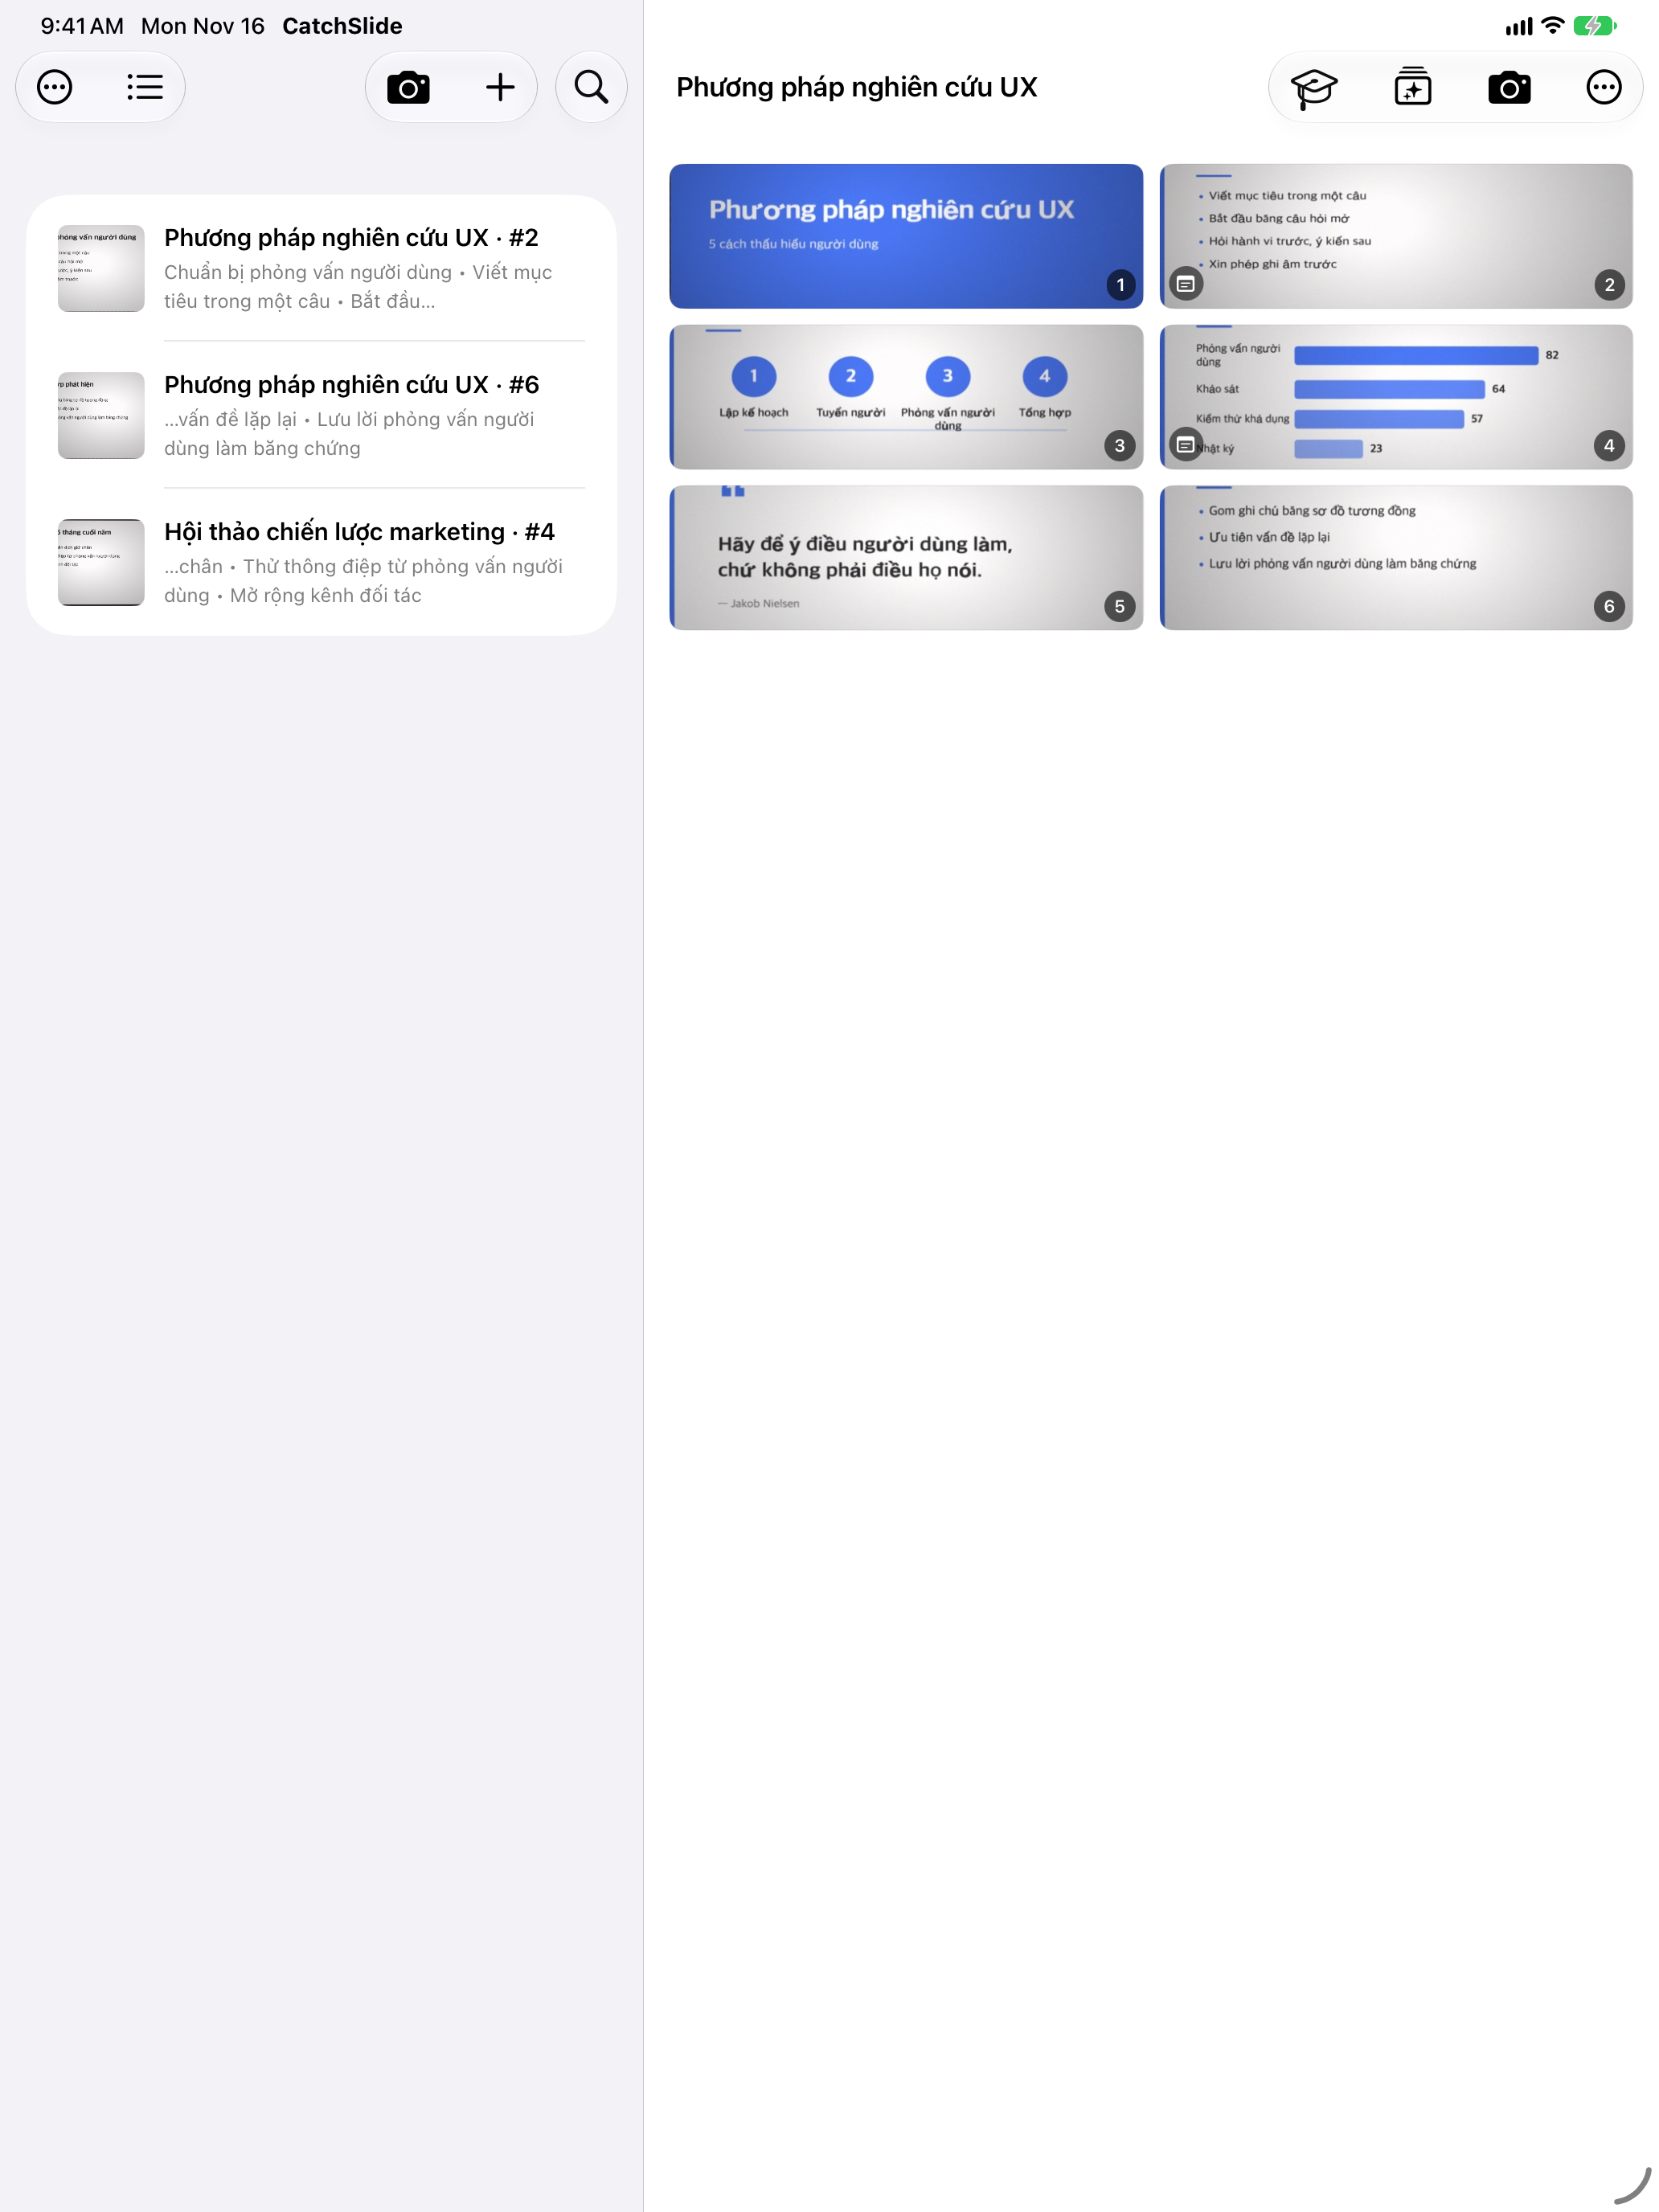 9:41 AM Mon Nov 16 CatchSlide
Phương pháp nghiên cứu UX · #2
Chuẩn bị phỏng vấn người dùng • Viết mục
tiêu trong một câu • Bắt đầu...
Phương pháp nghiên cứu UX · #6
...vấn đề lặp lại • Lưu lời phỏng vấn người
dùng làm bằng chứng
Hội thảo chiến lược marketing · #4
...chân • Thử thông điệp từ phỏng vấn người
dùng • Mở rộng kênh đối tác
Phương pháp nghiên cứu UX
Phương pháp nghiên cứu UX
5 cách thấu hiểu người dùng
1
• Viết mục tiêu trong một câu
• Bắt đầu bằng câu hỏi mở
• Hỏi hành vi trước, ý kiến sau
• Xin phép ghi âm trước
2
1 2 3 4
Lập kế hoạch Tuyển người Phỏng vấn người Tổng hợp
dùng
3
Phỏng vấn người
dùng
82
Khảo sát 64
Kiểm thử khả dụng 57
Nhật ký 23
4
Hãy để ý điều người dùng làm,
chứ không phải điều họ nói.
— Jakob Nielsen
5
• Gom ghi chú bằng sơ đồ tương đồng
• Ưu tiên vấn đề lặp lại
• Lưu lời phỏng vấn người dùng làm bằng chứng
6